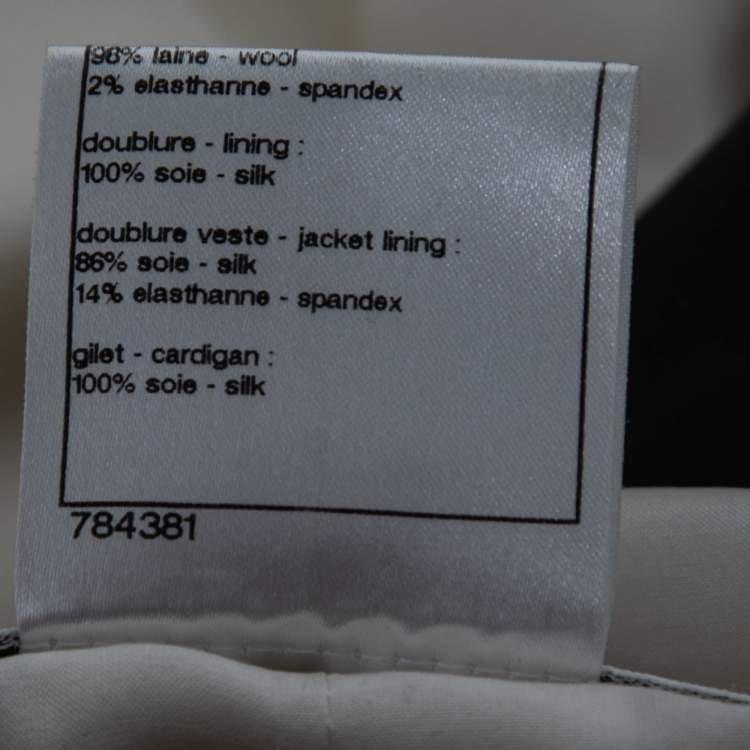 98% laine - wool
2% elasthanne - spandex
doublure - lining :
100% soie - silk
doublure veste - jacket lining :
86% soie - silk
14% elasthanne - spandex
gilet - cardigan :
100% soie - silk
784381